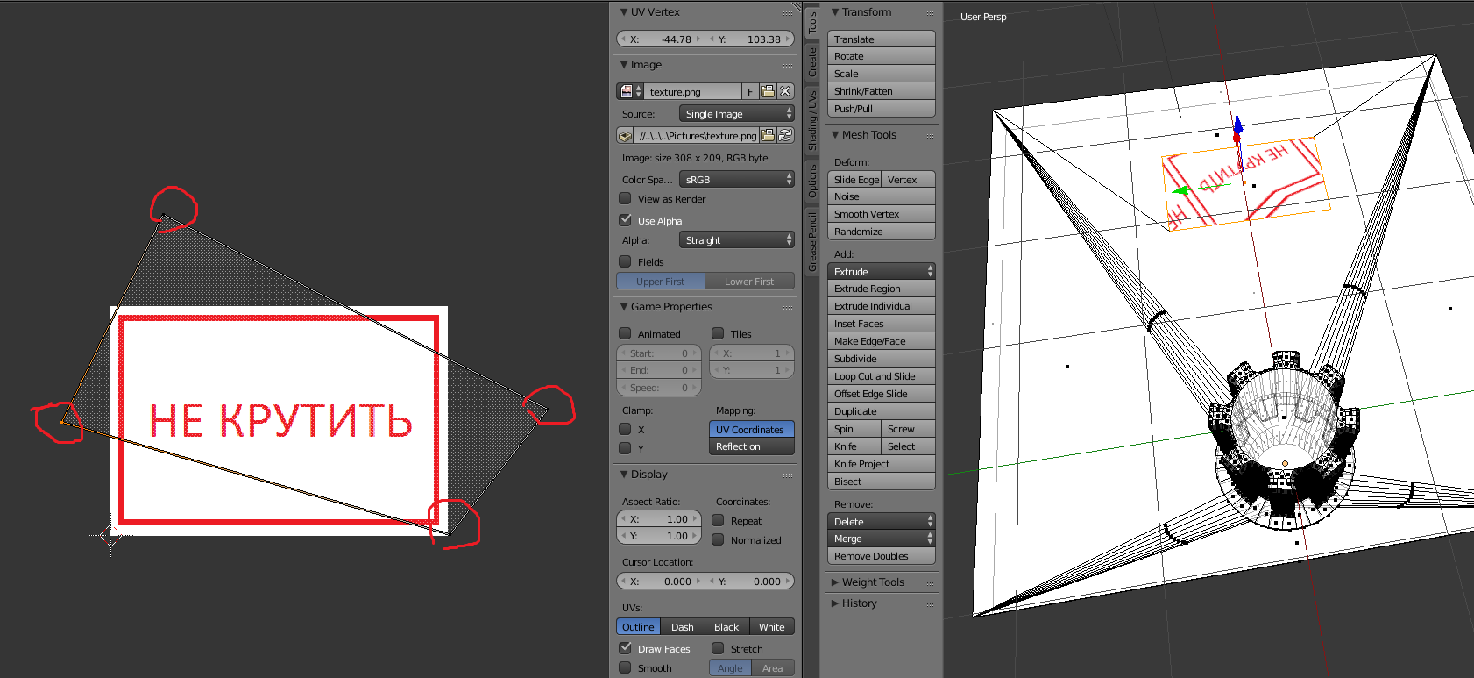 НЕ КРУТИТЬ
UV Vertex
X: -44.78 Y: 103.38
Image
texture.png F
Source: Single Image
//..\..\..\Pictures\texture.png
Image: size 308 x 209, RGB byte
Color Spa... sRGB
View as Render
Use Alpha
Alpha: Straight
Fields
Upper First Lower First
Game Properties
Animated Tiles
Start: 0 X: 1
End: 0 Y: 1
Speed: 0
Clamp: Mapping:
X UV Coordinates
Y Reflection
Display
Aspect Ratio: Coordinates:
X: 1.00 Repeat
Y: 1.00 Normalized
Cursor Location:
X: 0.000 Y: 0.000
UVs:
Outline Dash Black White
Draw Faces Stretch
Smooth Angle Area
Tools
Create
Shading / UVs
Options
Grease Pencil
Transform
Translate
Rotate
Scale
Shrink/Fatten
Push/Pull
Mesh Tools
Deform:
Slide Edge Vertex
Noise
Smooth Vertex
Randomize
Add:
Extrude
Extrude Region
Extrude Individual
Inset Faces
Make Edge/Face
Subdivide
Loop Cut and Slide
Offset Edge Slide
Duplicate
Spin Screw
Knife Select
Knife Project
Bisect
Remove:
Delete
Merge
Remove Doubles
Weight Tools
History
User Persp
НЕ КРУТИТЬ
НЕ